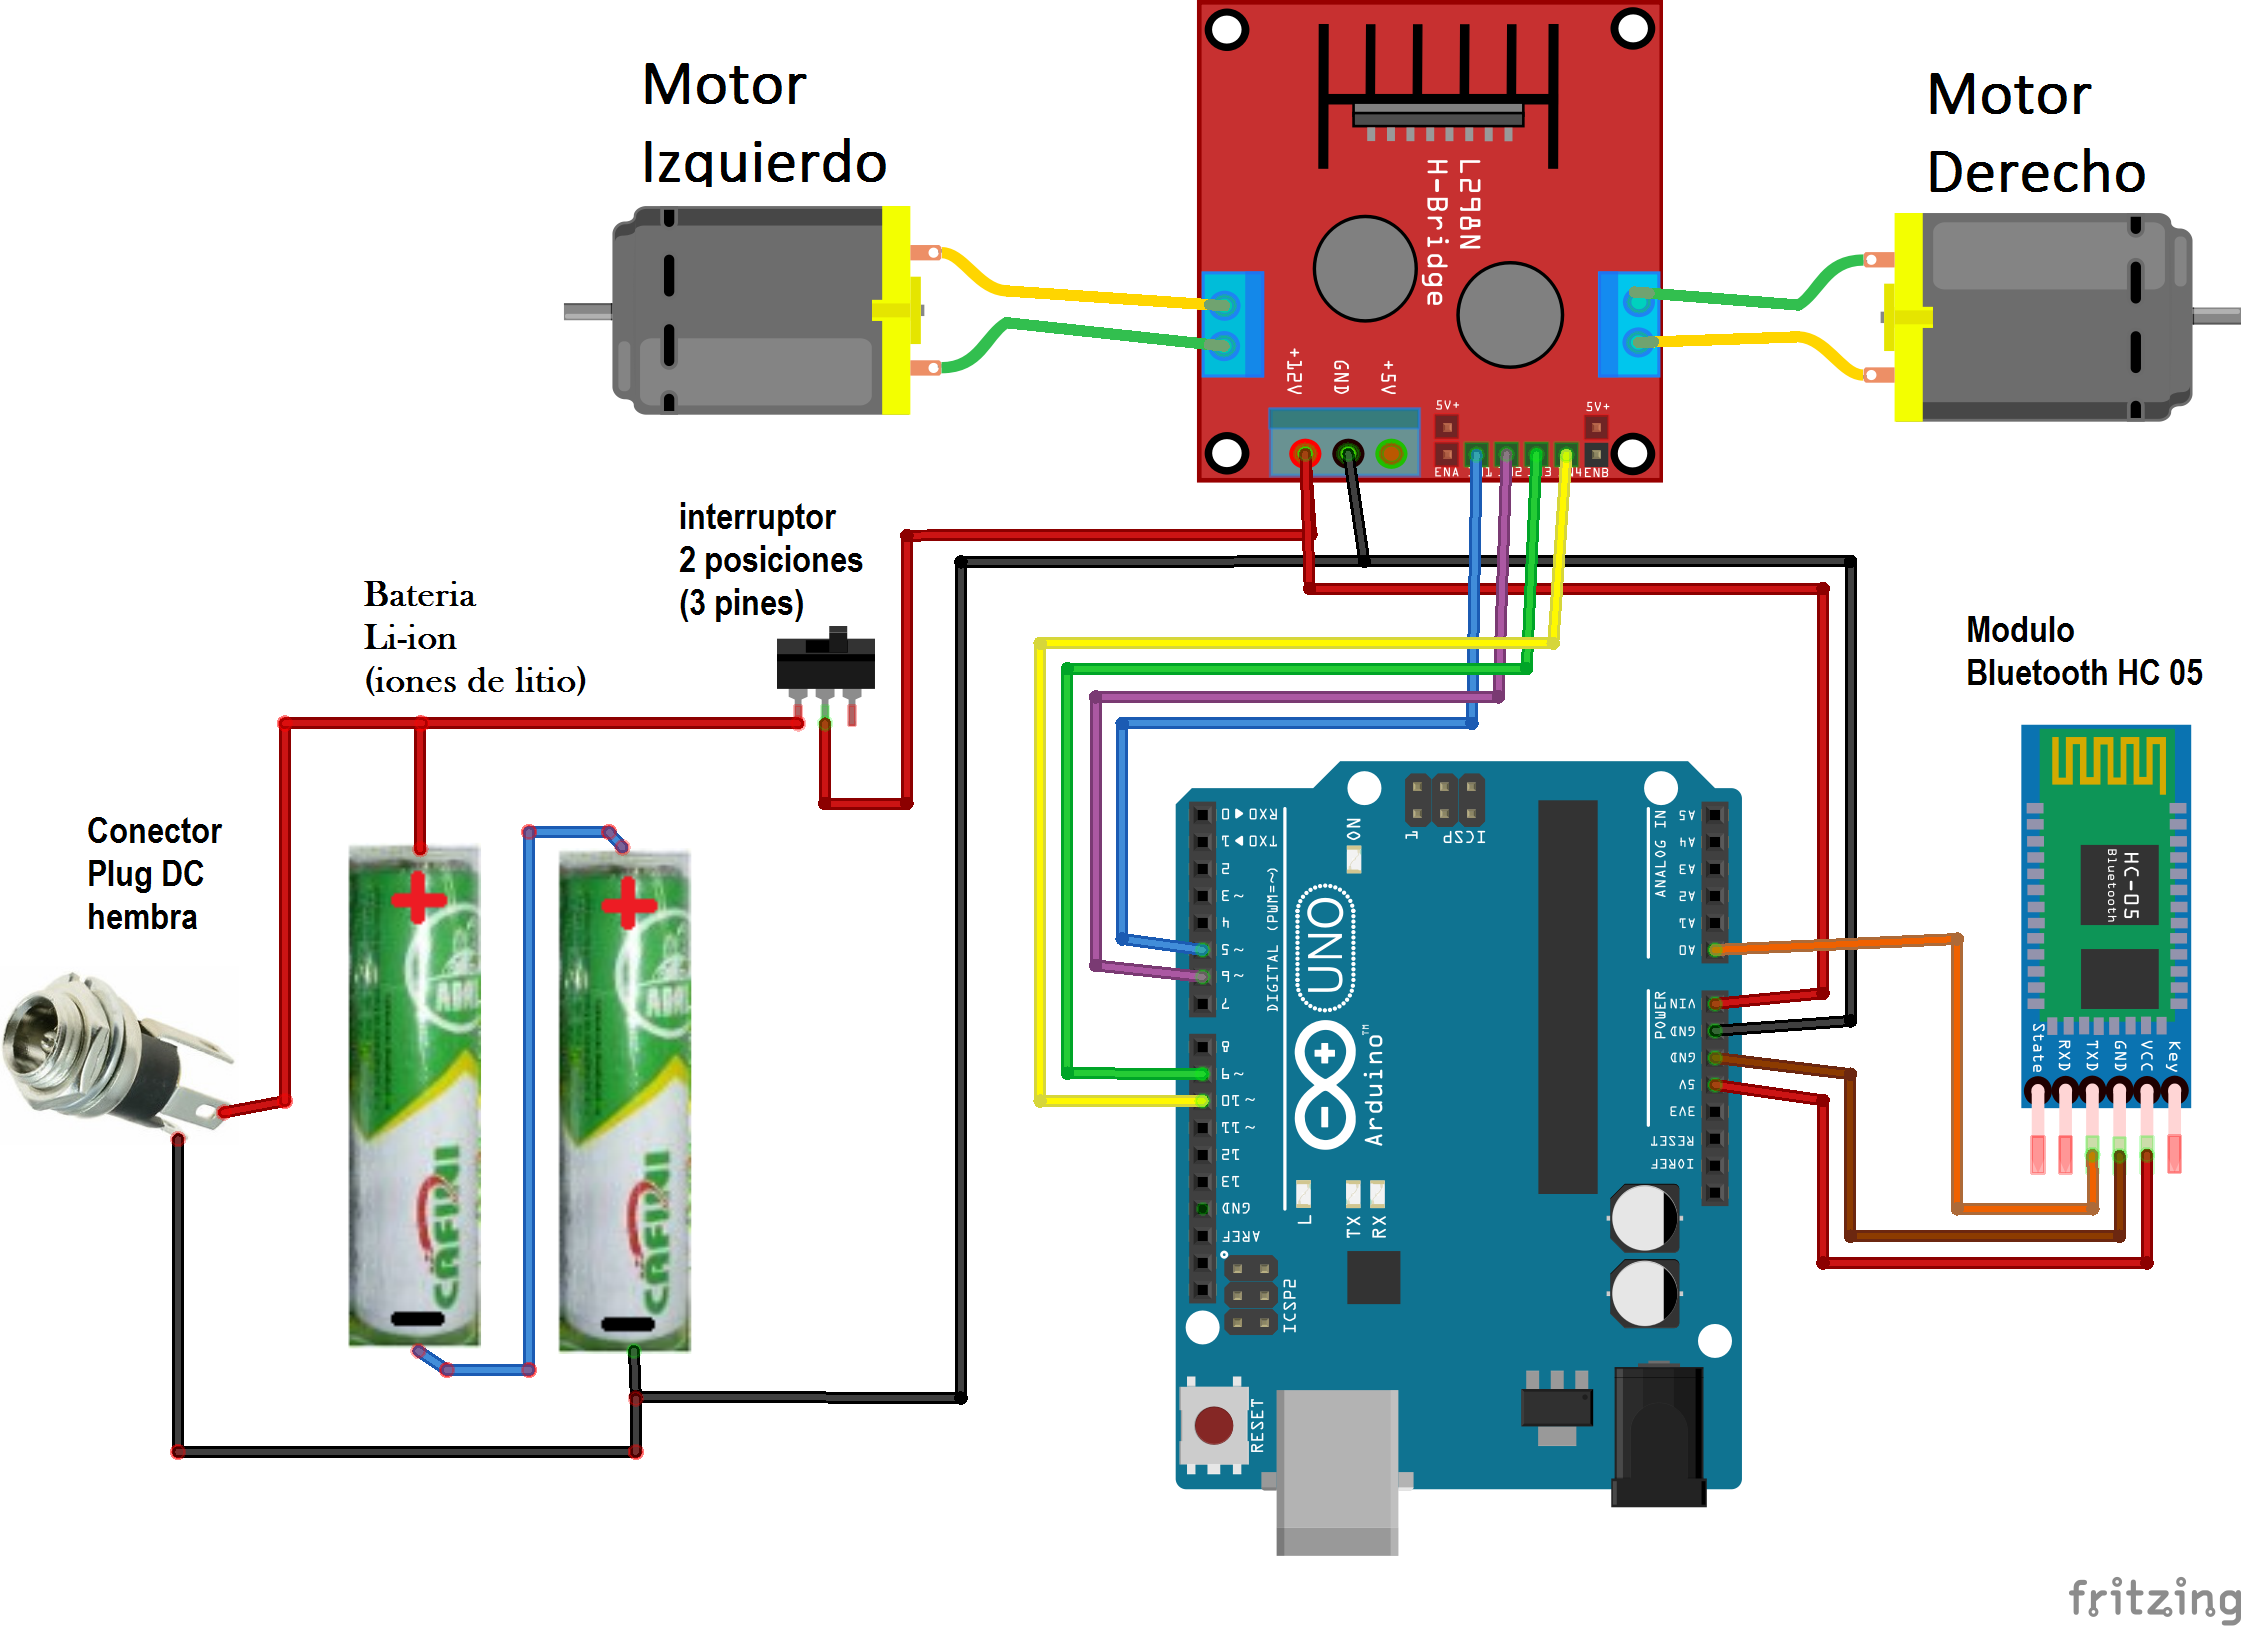 Motor
Izquierdo
Motor
Derecho
L298N
H-Bridge
+12V
GND
+5V
5V+
5V+
ENA
IN1
IN2
IN3
IN4
ENB
interruptor
2 posiciones
(3 pines)
Bateria
Li-ion
(iones de litio)
Modulo
Bluetooth HC 05
Conector
Plug DC
hembra
CAFINI
CAFINI
HC-05
Bluetooth
State
RXD
TXD
GND
VCC
Key
RXD ◀ 0
TXD ▶ 1
2
~3
4
~5
~6
7
8
~9
~10
~11
12
13
GND
AREF
DIGITAL (PWM=~)
ON
1
ICSP
UNO
Arduino™
A5
A4
A3
A2
A1
A0
ANALOG IN
VIN
GND
GND
5V
3V3
RESET
IOREF
POWER
L
TX
RX
ICSP2
RESET
fritzing